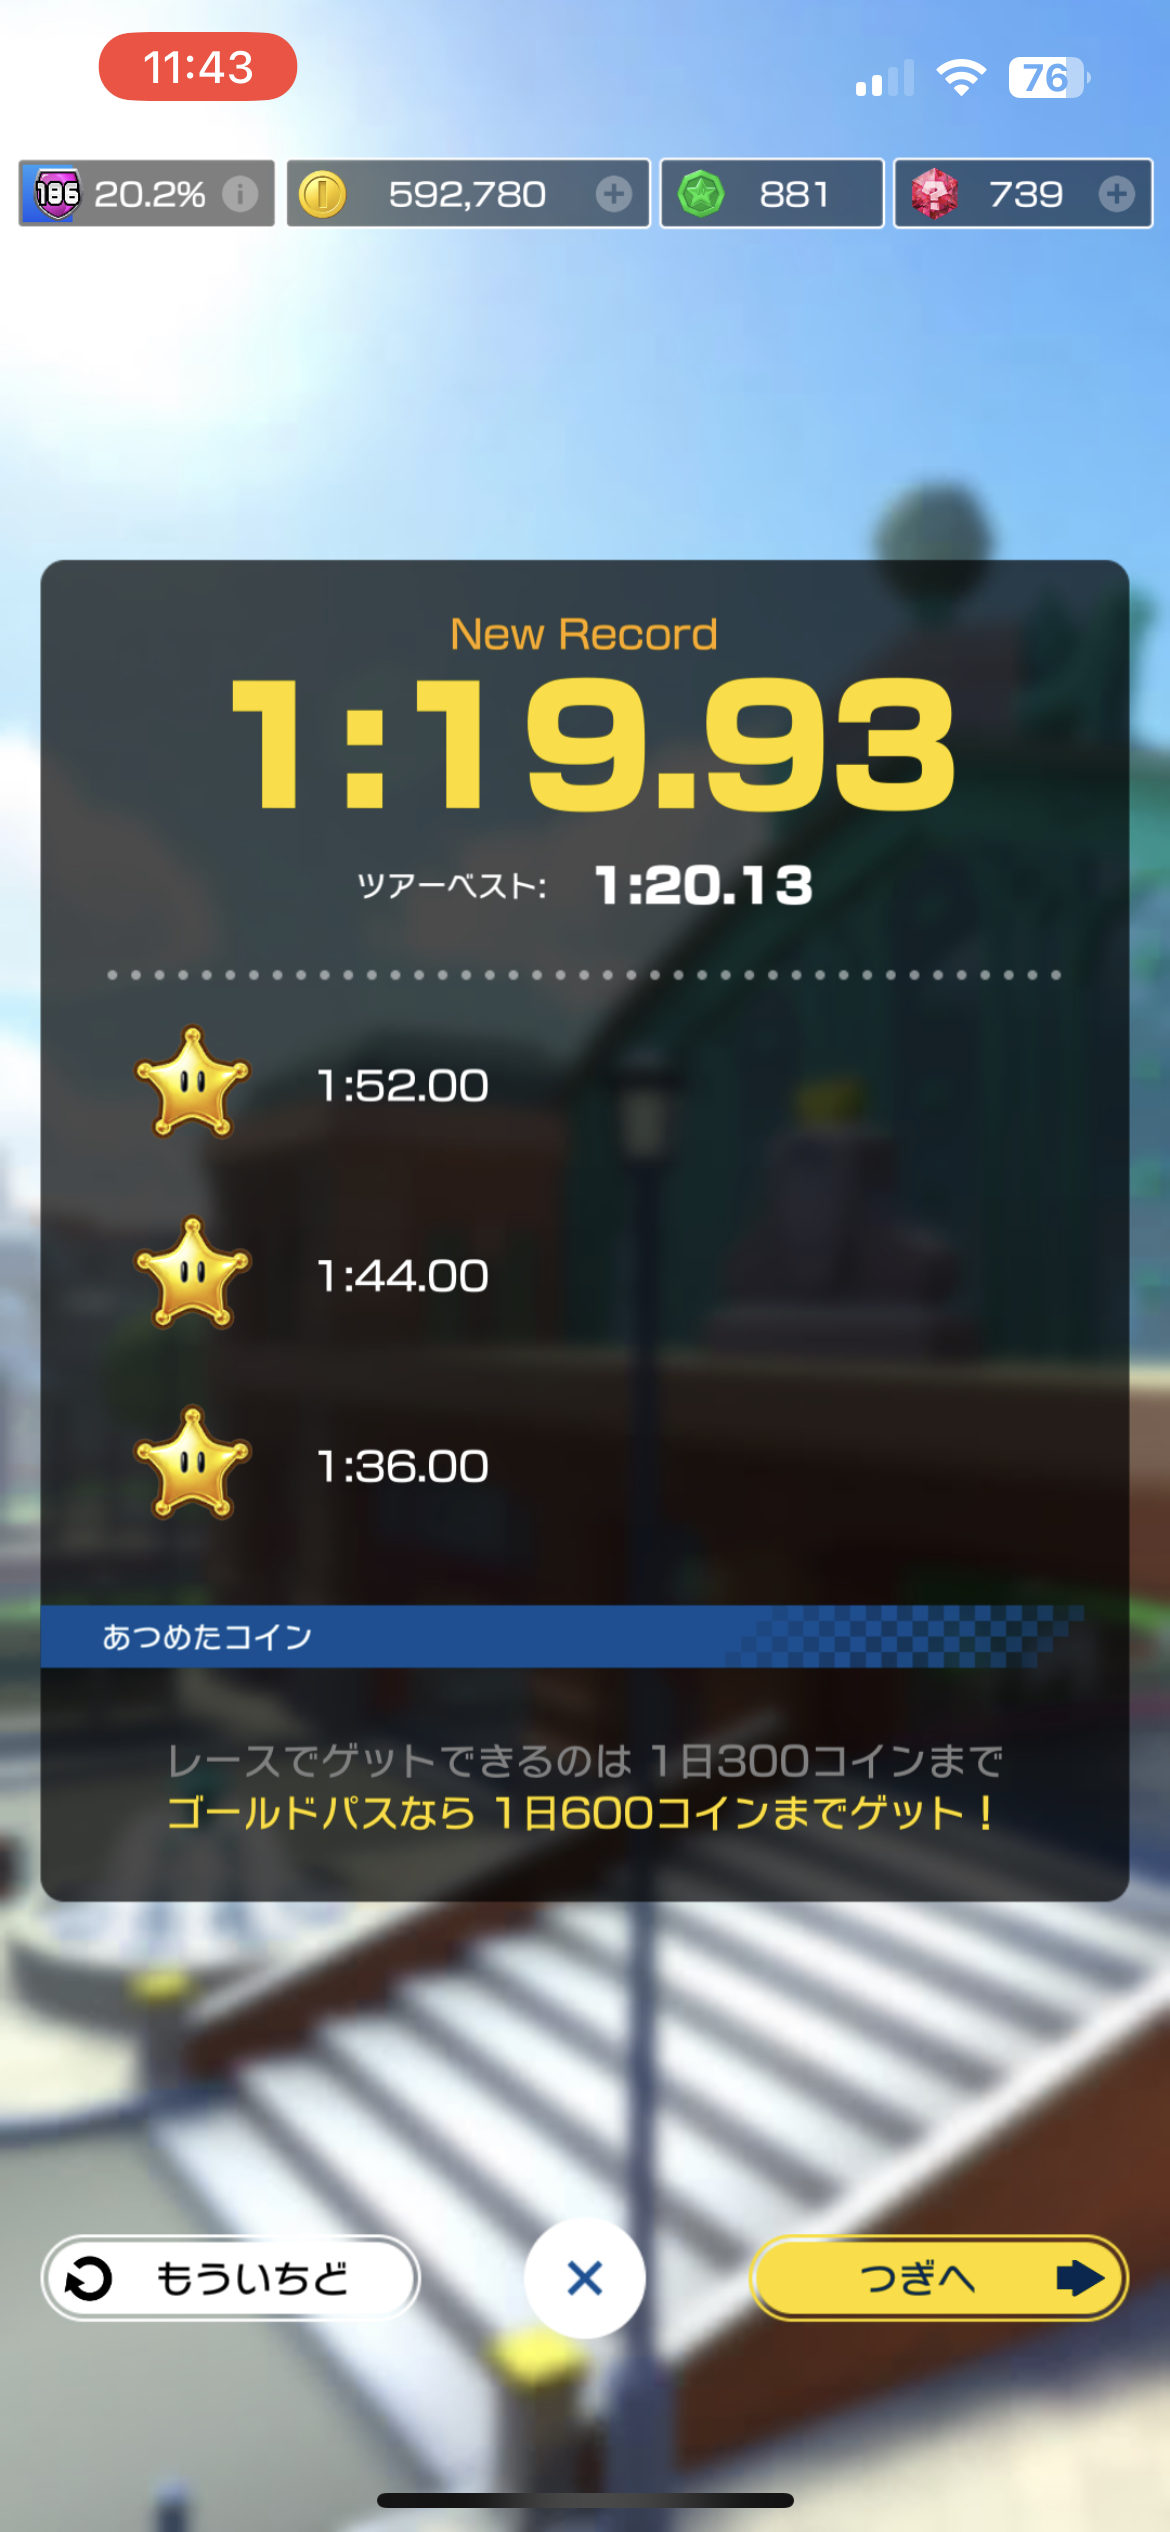 11:43
76
186 20.2% i 592,780 + 881 739 +
New Record
1:19.93
ツアーベスト: 1:20.13
1:52.00
1:44.00
1:36.00
あつめたコイン
レースでゲットできるのは 1日300コインまで
ゴールドパスなら 1日600コインまでゲット！
もういちど × つぎへ